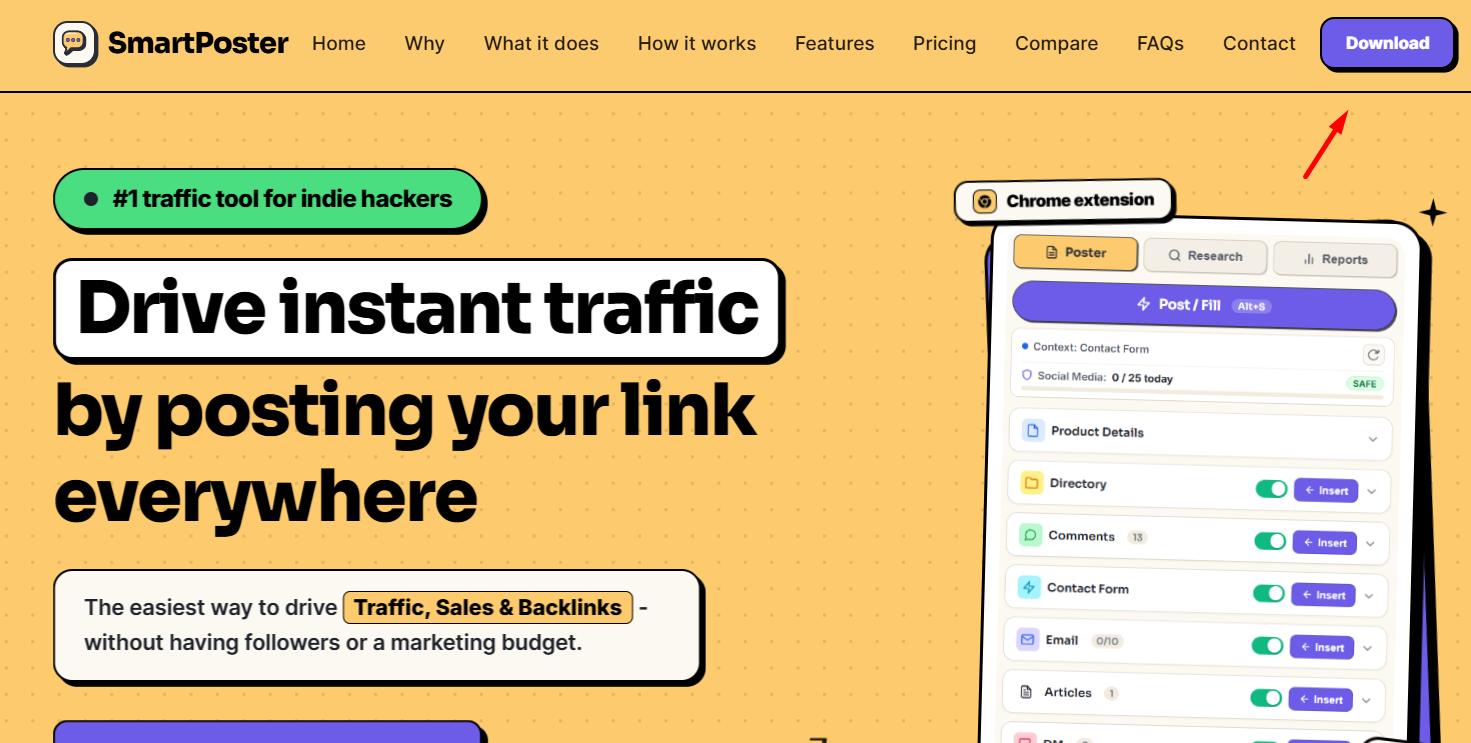 SmartPoster
Home
Why
What it does
How it works
Features
Pricing
Compare
FAQs
Contact
Download
#1 traffic tool for indie hackers
Drive instant traffic
by posting your link
everywhere
The easiest way to drive Traffic, Sales & Backlinks -
without having followers or a marketing budget.
Chrome extension
Poster
Research
Reports
Post / Fill Alt+S
Context: Contact Form
Social Media: 0 / 25 today
SAFE
Product Details
Directory
← Insert
Comments 13
← Insert
Contact Form
← Insert
Email 0/10
← Insert
Articles 1
← Insert